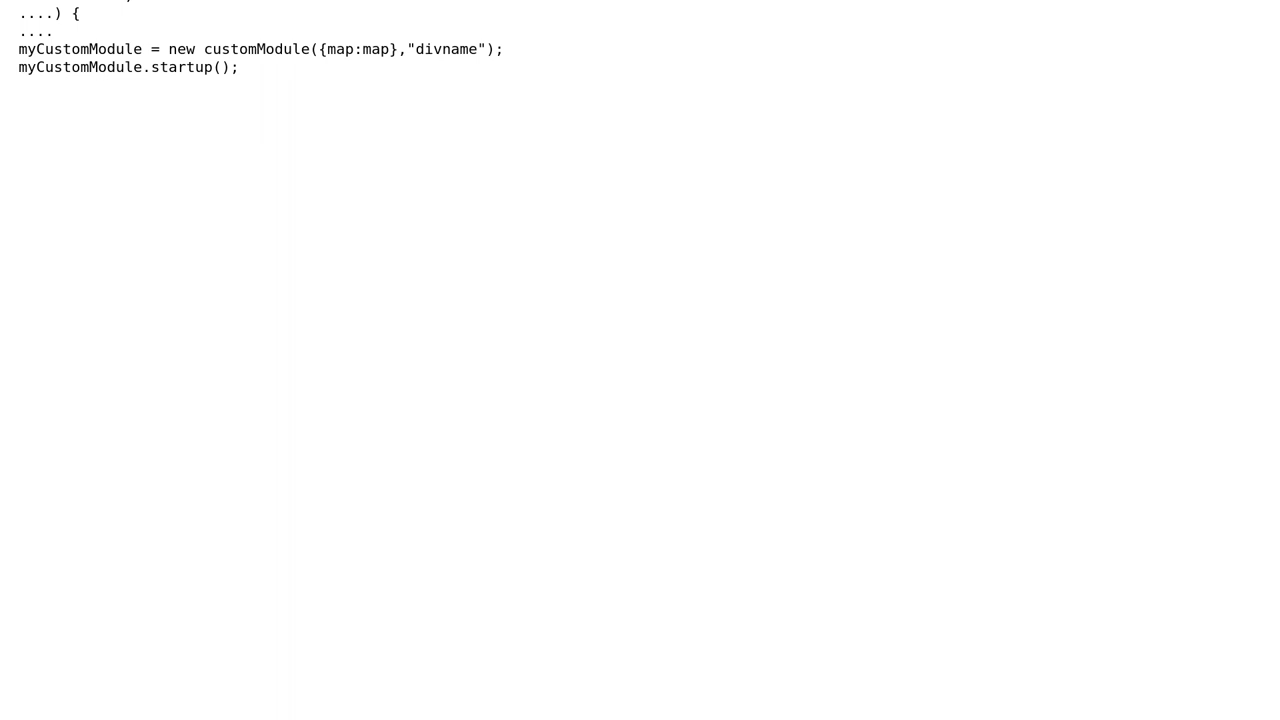 ....) {
....
myCustomModule = new customModule({map:map},"divname");
myCustomModule.startup();